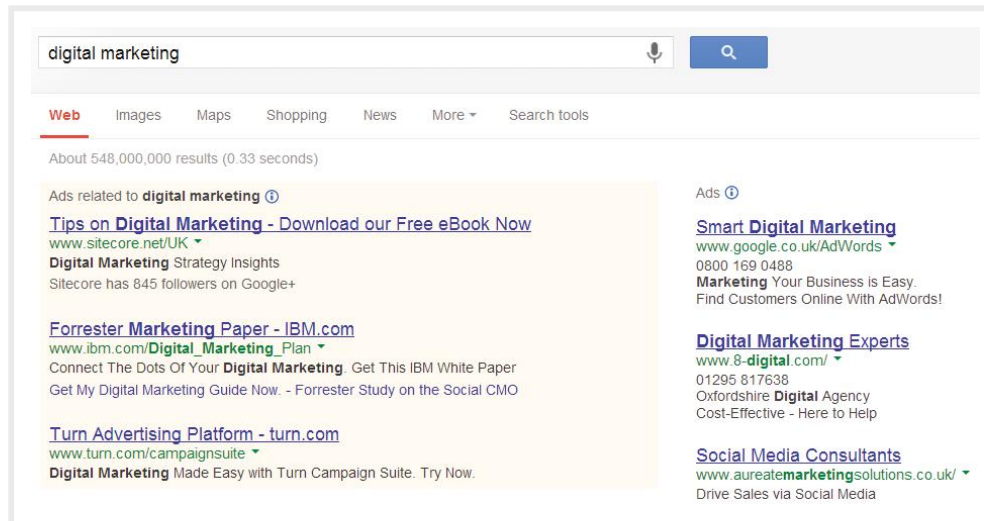 digital marketing
Web Images Maps Shopping News More Search tools
About 548,000,000 results (0.33 seconds)
Ads related to digital marketing
Tips on Digital Marketing - Download our Free eBook Now
www.sitecore.net/UK
Digital Marketing Strategy Insights
Sitecore has 845 followers on Google+
Forrester Marketing Paper - IBM.com
www.ibm.com/Digital_Marketing_Plan
Connect The Dots Of Your Digital Marketing. Get This IBM White Paper
Get My Digital Marketing Guide Now. - Forrester Study on the Social CMO
Turn Advertising Platform - turn.com
www.turn.com/campaignsuite
Digital Marketing Made Easy with Turn Campaign Suite. Try Now.
Ads
Smart Digital Marketing
www.google.co.uk/AdWords
0800 169 0488
Marketing Your Business is Easy.
Find Customers Online With AdWords!
Digital Marketing Experts
www.8-digital.com/
01295 817638
Oxfordshire Digital Agency
Cost-Effective - Here to Help
Social Media Consultants
www.aureatemarketingsolutions.co.uk/
Drive Sales via Social Media